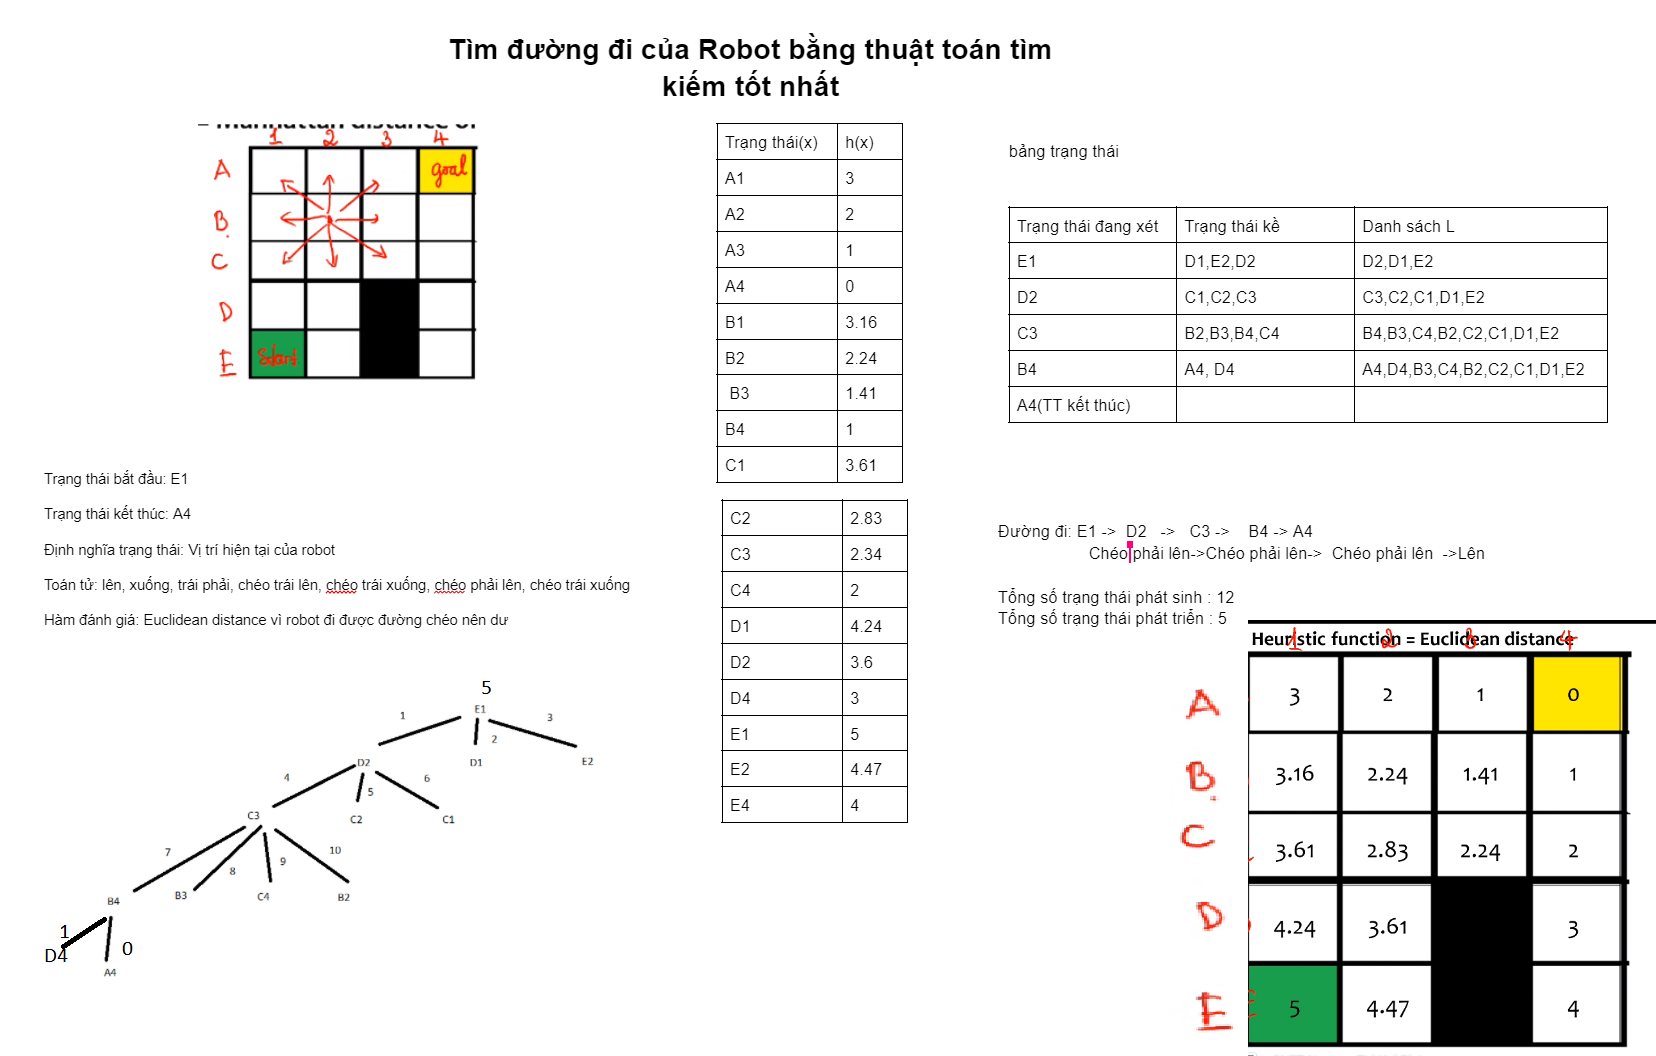 Tìm đường đi của Robot bằng thuật toán tìm
kiếm tốt nhất
= Manhattan distance of
1 2 3 4
A goal
B
C
D
E Start
Trạng thái(x) h(x)
A1 3
A2 2
A3 1
A4 0
B1 3.16
B2 2.24
B3 1.41
B4 1
C1 3.61
C2 2.83
C3 2.34
C4 2
D1 4.24
D2 3.6
D4 3
E1 5
E2 4.47
E4 4
bảng trạng thái
Trạng thái đang xét Trạng thái kề Danh sách L
E1 D1,E2,D2 D2,D1,E2
D2 C1,C2,C3 C3,C2,C1,D1,E2
C3 B2,B3,B4,C4 B4,B3,C4,B2,C2,C1,D1,E2
B4 A4, D4 A4,D4,B3,C4,B2,C2,C1,D1,E2
A4(TT kết thúc)
Trạng thái bắt đầu: E1
Trạng thái kết thúc: A4
Định nghĩa trạng thái: Vị trí hiện tại của robot
Toán tử: lên, xuống, trái phải, chéo trái lên, chéo trái xuống, chéo phải lên, chéo trái xuống
Hàm đánh giá: Euclidean distance vì robot đi được đường chéo nên dư
Đường đi: E1 -> D2 -> C3 -> B4 -> A4
Chéo phải lên->Chéo phải lên-> Chéo phải lên ->Lên
Tổng số trạng thái phát sinh : 12
Tổng số trạng thái phát triển : 5
5
E1
1 2 3
D2 D1 E2
4 5 6
C3 C2 C1
7 8 9 10
B4 B3 C4 B2
1 0
D4 A4
Heuristic function = Euclidean distance
1 2 3 4
A 3 2 1 0
B 3.16 2.24 1.41 1
C 3.61 2.83 2.24 2
D 4.24 3.61 3
E 5 4.47 4